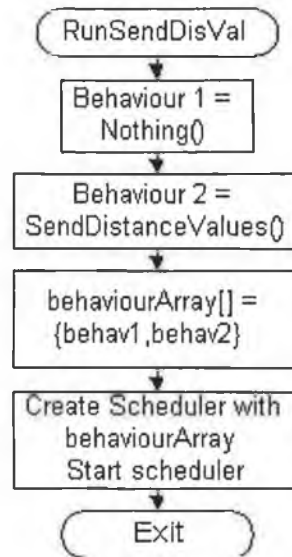 RunSendDisVal
Behaviour 1 =
Nothing()
Behaviour 2 =
SendDistanceValues()
behaviourArray[] =
{behav1,behav2}
Create Scheduler with
behaviourArray
Start scheduler
Exit